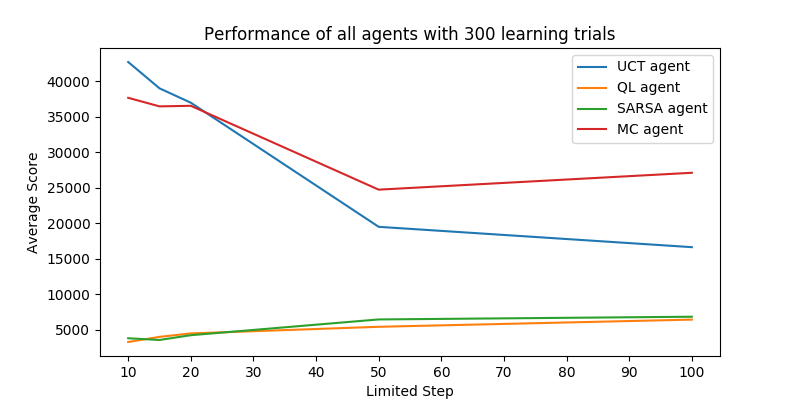 Performance of all agents with 300 learning trials
UCT agent
QL agent
SARSA agent
MC agent
Average Score
40000
35000
30000
25000
20000
15000
10000
5000
10 20 30 40 50 60 70 80 90 100
Limited Step